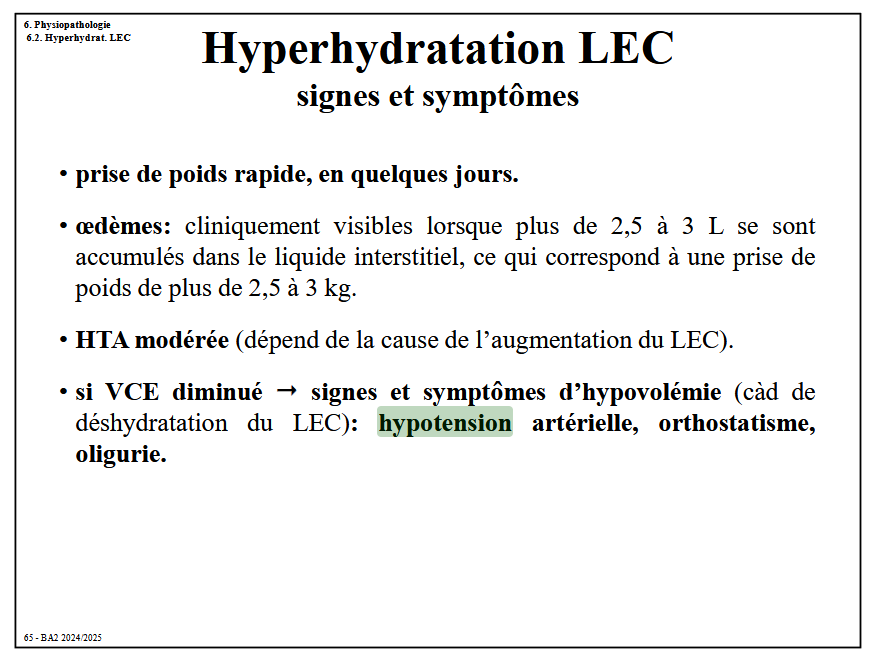 6. Physiopathologie
6.2. Hyperhydrat. LEC
Hyperhydratation LEC
signes et symptômes
• prise de poids rapide, en quelques jours.
• œdèmes: cliniquement visibles lorsque plus de 2,5 à 3 L se sont
accumulés dans le liquide interstitiel, ce qui correspond à une prise de
poids de plus de 2,5 à 3 kg.
• HTA modérée (dépend de la cause de l’augmentation du LEC).
• si VCE diminué → signes et symptômes d’hypovolémie (càd de
déshydratation du LEC): hypotension artérielle, orthostatisme,
oligurie.
65 - BA2 2024/2025